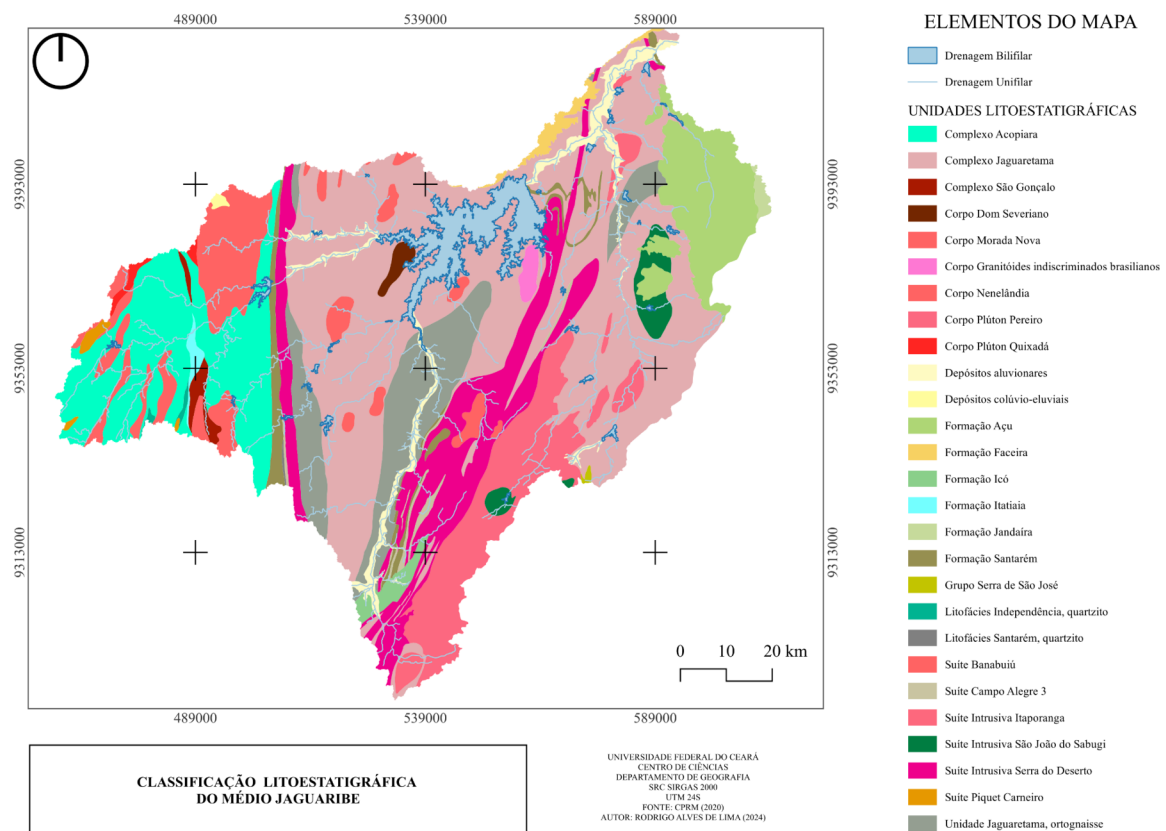 489000
539000
589000
ELEMENTOS DO MAPA
Drenagem Bilifilar
Drenagem Unifilar
UNIDADES LITOESTATIGRÁFICAS
Complexo Acopiara
Complexo Jaguaretama
Complexo São Gonçalo
Corpo Dom Severiano
Corpo Morada Nova
Corpo Granitóides indiscriminados brasilianos
Corpo Nenelândia
Corpo Plúton Pereiro
Corpo Plúton Quixadá
Depósitos aluvionares
Depósitos colúvio-eluviais
Formação Açu
Formação Faceira
Formação Icó
Formação Itatiaia
Formação Jandaíra
Formação Santarém
Grupo Serra de São José
Litofácies Independência, quartzito
Litofácies Santarém, quartzito
Suíte Banabuiú
Suíte Campo Alegre 3
Suíte Intrusiva Itaporanga
Suíte Intrusiva São João do Sabugi
Suíte Intrusiva Serra do Deserto
Suíte Piquet Carneiro
Unidade Jaguaretama, ortognaisse
9393000
9393000
9353000
9353000
9313000
9313000
0 10 20 km
489000
539000
589000
CLASSIFICAÇÃO LITOESTATIGRÁFICA
DO MÉDIO JAGUARIBE
UNIVERSIDADE FEDERAL DO CEARÁ
CENTRO DE CIÊNCIAS
DEPARTAMENTO DE GEOGRAFIA
SRC SIRGAS 2000
UTM 24S
FONTE: CPRM (2020)
AUTOR: RODRIGO ALVES DE LIMA (2024)